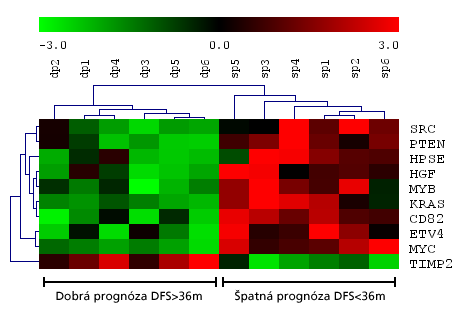 -3.0 0.0 3.0
dp2 dp1 dp4 dp3 dp5 dp6 sp5 sp3 sp4 sp1 sp2 sp6
SRC
PTEN
HPSE
HGF
MYB
KRAS
CD82
ETV4
MYC
TIMP2
Dobrá prognóza DFS>36m Špatná prognóza DFS<36m